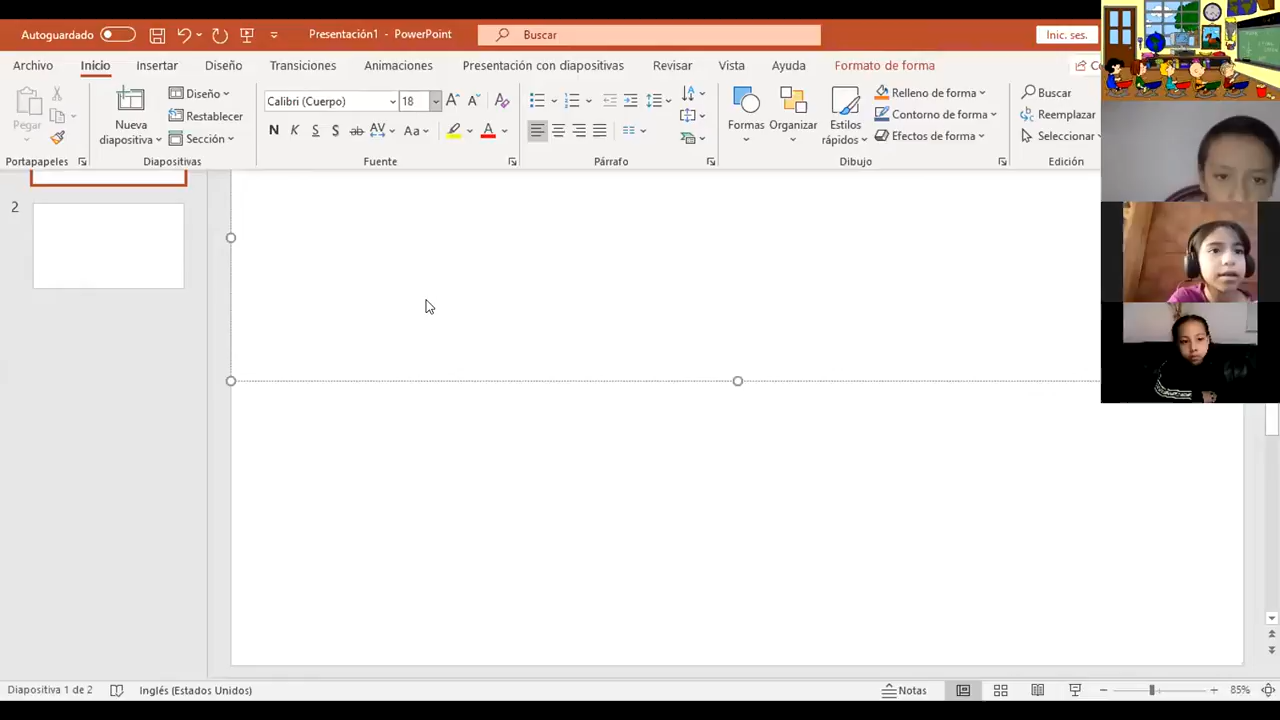 Autoguardado
Presentación1 - PowerPoint
Buscar
Inic. ses.
Archivo Inicio Insertar Diseño Transiciones Animaciones Presentación con diapositivas Revisar Vista Ayuda Formato de forma
Pegar
Portapapeles
Nueva
diapositiva
Diseño
Restablecer
Sección
Diapositivas
Calibri (Cuerpo) 18
N K S S ab AV Aa A
Fuente
Párrafo
Formas
Organizar
Estilos
rápidos
Relleno de forma
Contorno de forma
Efectos de forma
Dibujo
Buscar
Reemplazar
Seleccionar
Edición
2
Diapositiva 1 de 2
Inglés (Estados Unidos)
Notas
85%